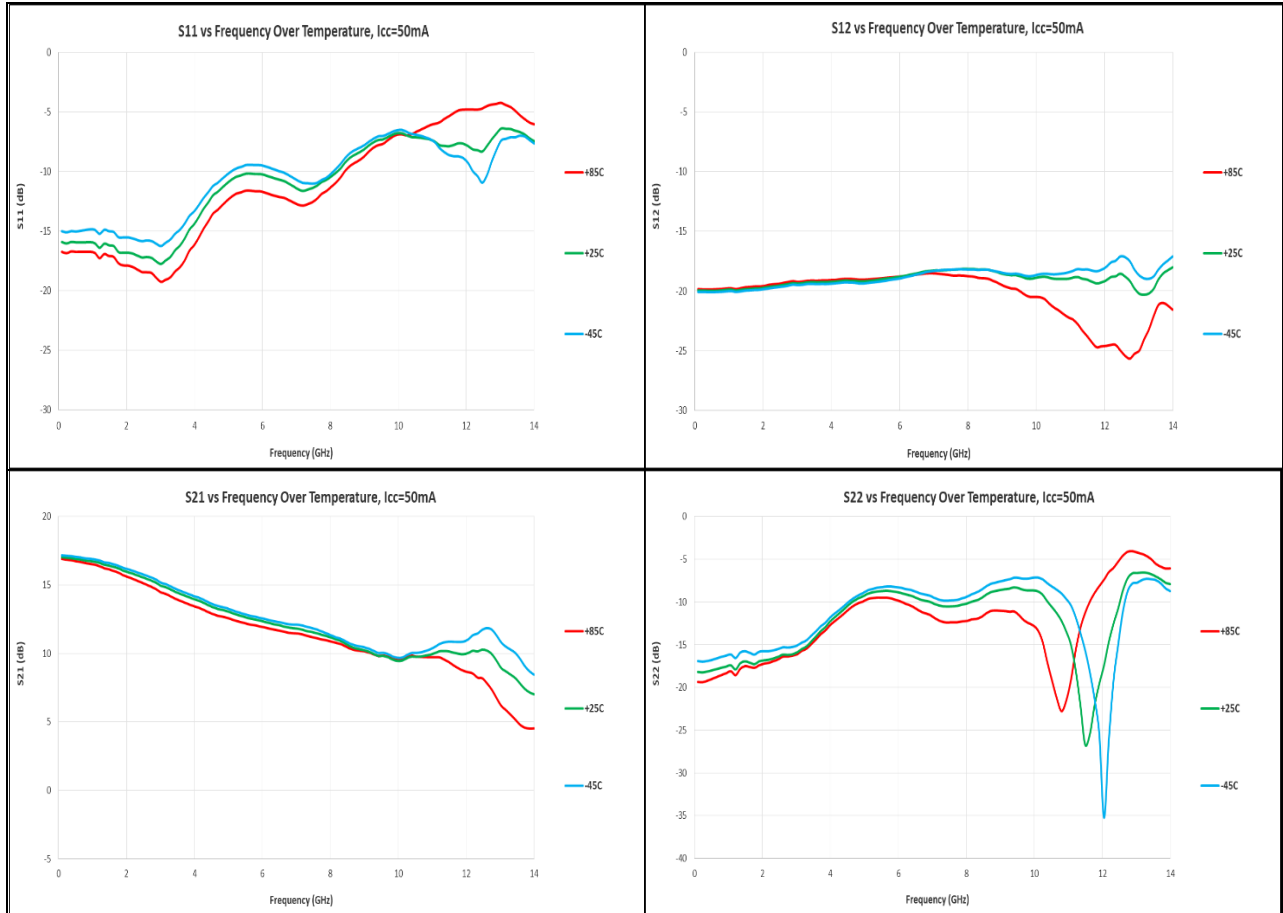 S11 vs Frequency Over Temperature, Icc=50mA
0
-5
-10
-15
-20
-25
-30
S11 (dB)
0 2 4 6 8 10 12 14
Frequency (GHz)
+85C
+25C
-45C
S12 vs Frequency Over Temperature, Icc=50mA
0
-5
-10
-15
-20
-25
-30
S12 (dB)
0 2 4 6 8 10 12 14
Frequency (GHz)
+85C
+25C
-45C
S21 vs Frequency Over Temperature, Icc=50mA
20
15
10
5
0
-5
S21 (dB)
0 2 4 6 8 10 12 14
Frequency (GHz)
+85C
+25C
-45C
S22 vs Frequency Over Temperature, Icc=50mA
0
-5
-10
-15
-20
-25
-30
-35
-40
S22 (dB)
0 2 4 6 8 10 12 14
Frequency (GHz)
+85C
+25C
-45C